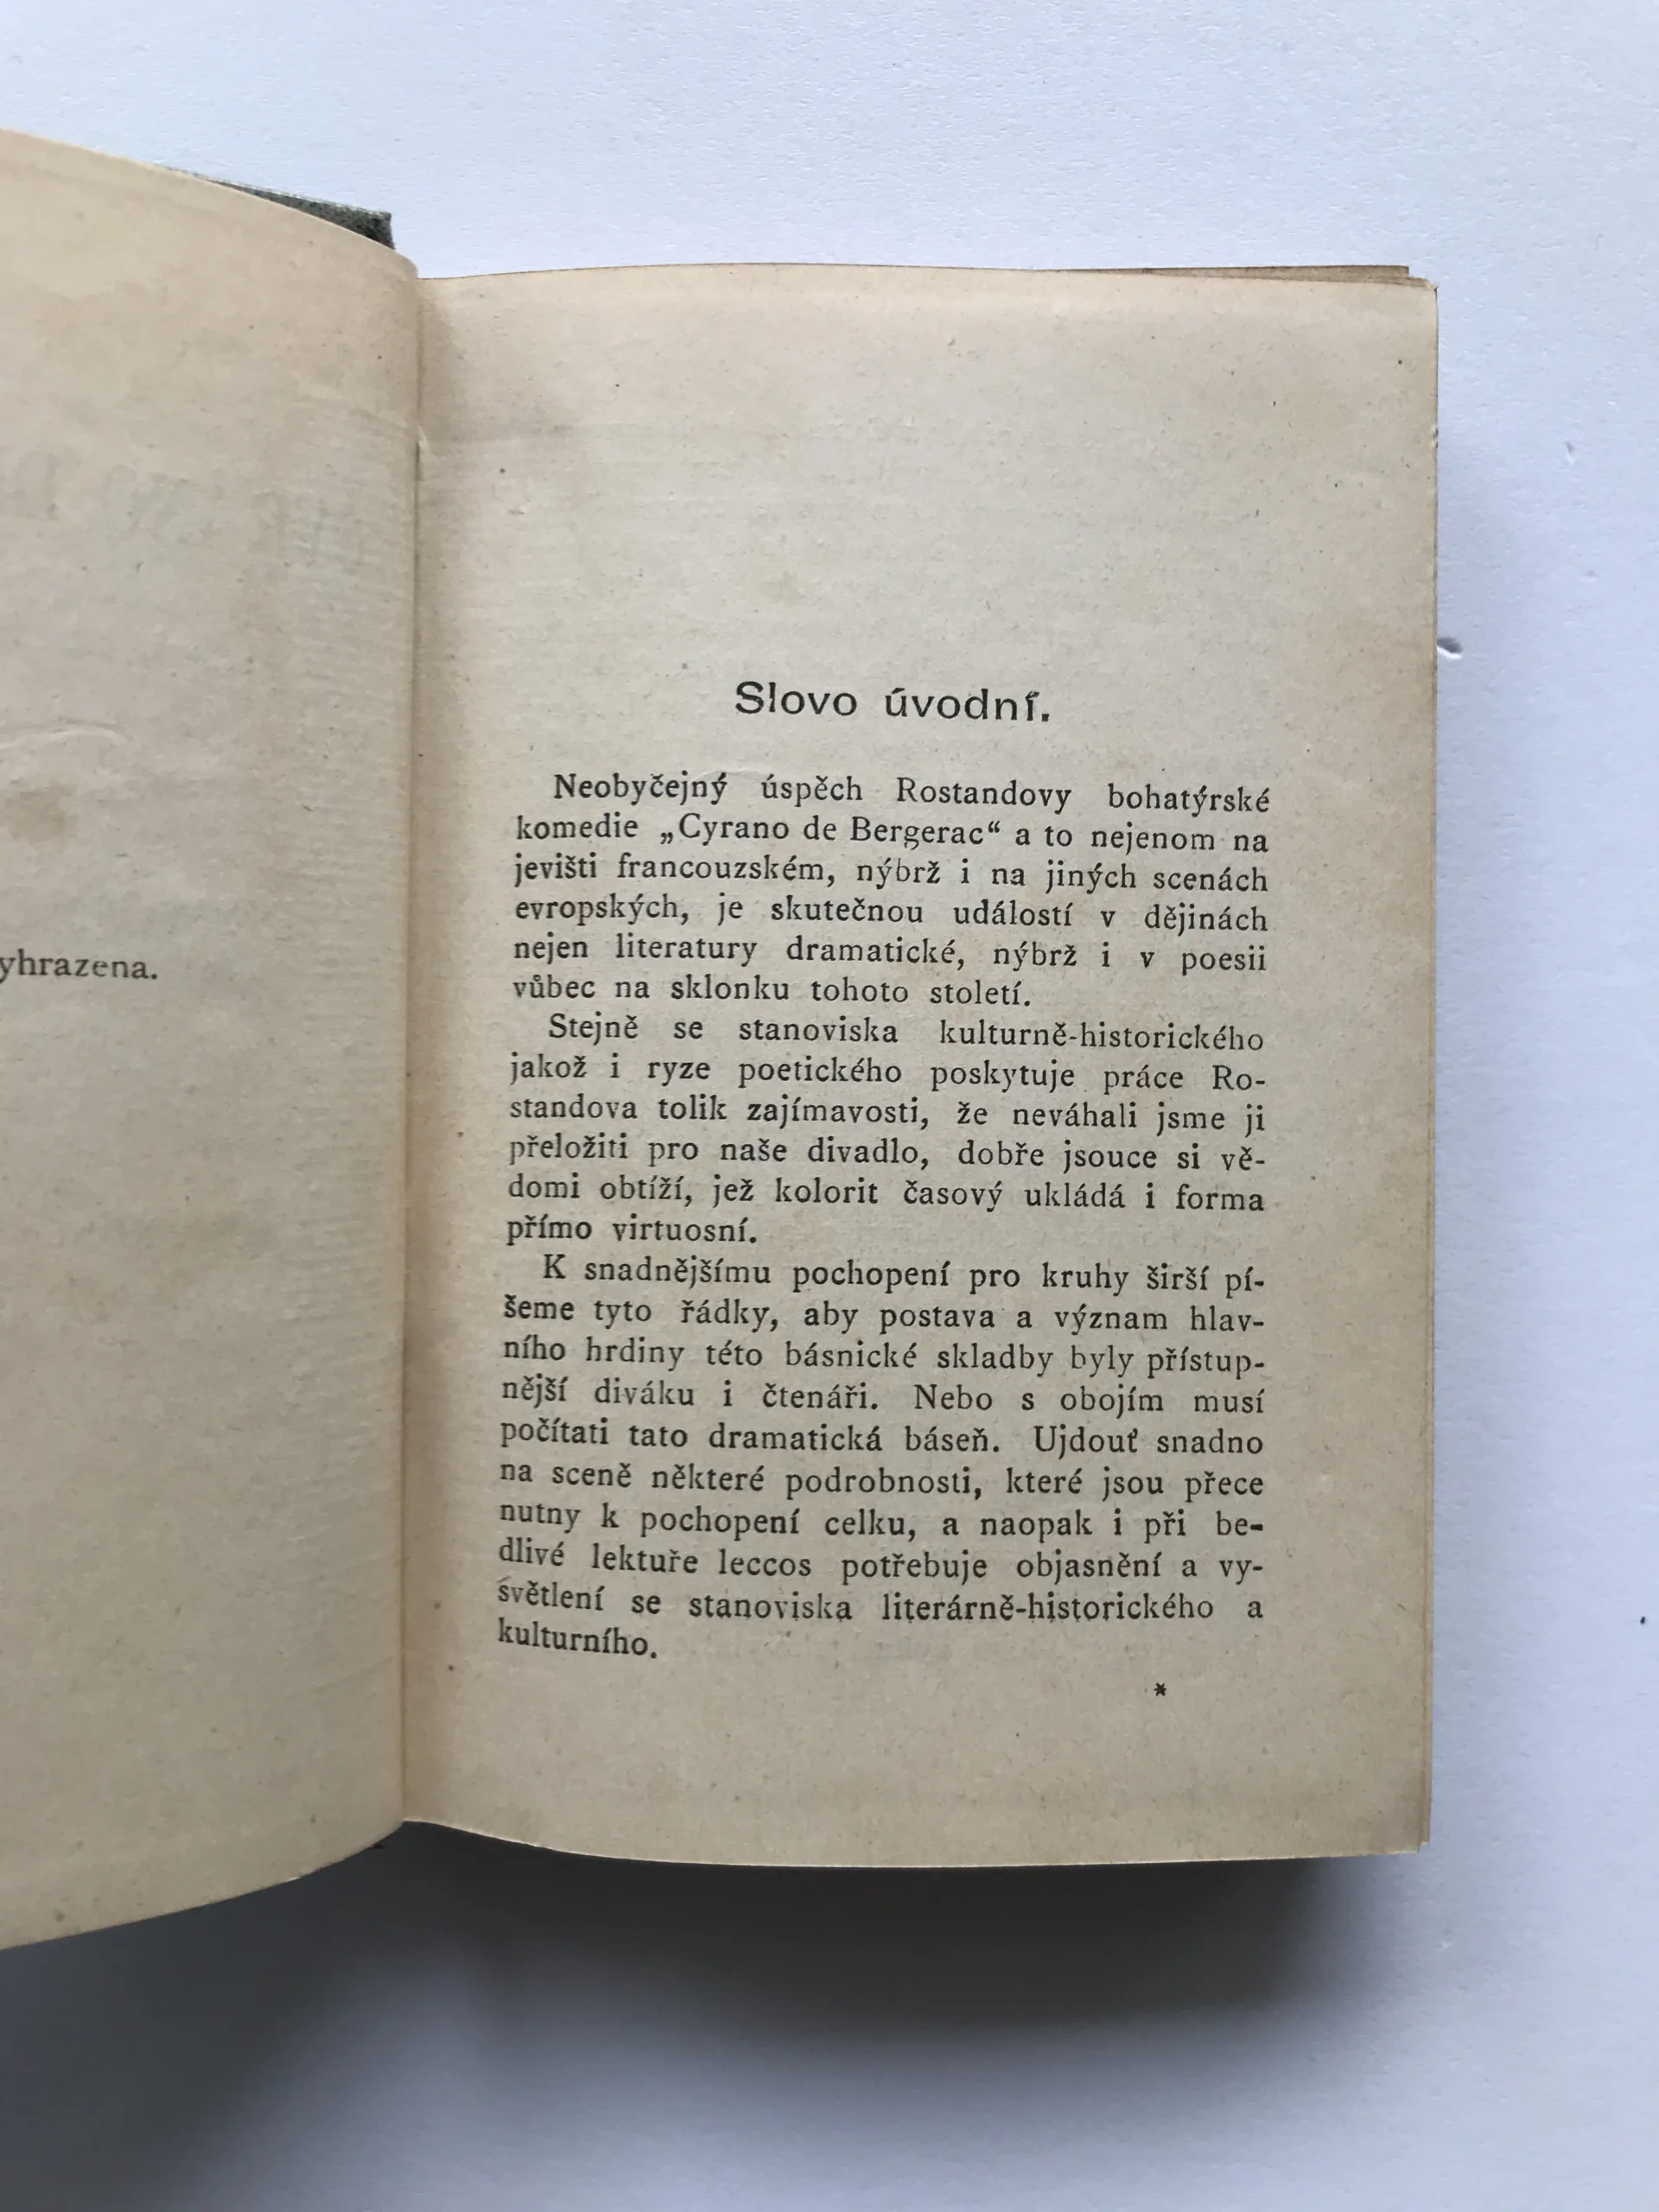 yhrazena.
Slovo úvodní.
Neobyčejný úspěch Rostandovy bohatýrské
komedie „Cyrano de Bergerac“ a to nejenom na
jevišti francouzském, nýbrž i na jiných scenách
evropských, je skutečnou událostí v dějinách
nejen literatury dramatické, nýbrž i v poesii
vůbec na sklonku tohoto století.
Stejně se stanoviska kulturně-historického
jakož i ryze poetického poskytuje práce Ro-
standova tolik zajímavosti, že neváhali jsme ji
přeložiti pro naše divadlo, dobře jsouce si vě-
domi obtíží, jež kolorit časový ukládá i forma
přímo virtuosní.
K snadnějšímu pochopení pro kruhy širší pí-
šeme tyto řádky, aby postava a význam hlav-
ního hrdiny této básnické skladby byly přístup-
nější diváku i čtenáři. Nebo s obojím musí
počítati tato dramatická báseň. Ujdouť snadno
na sceně některé podrobnosti, které jsou přece
nutny k pochopení celku, a naopak i při be-
dlivé lektuře leccos potřebuje objasnění a vy-
světlení se stanoviska literárně-historického a
kulturního.
*